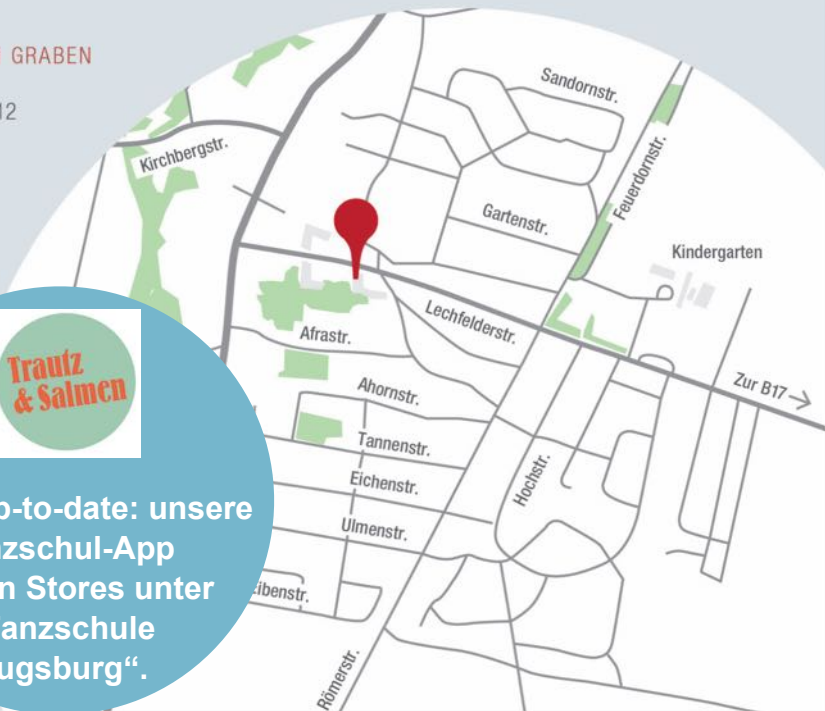 GRABEN
12
Sandornstr.
Kirchbergstr.
Feuerdornstr.
Gartenstr.
Kindergarten
Lechfelderstr.
Afrastr.
Trautz
& Salmen
Zur B17
Ahornstr.
Tannenstr.
Eichenstr.
Hochstr.
Ulmenstr.
eibenstr.
Römerstr.
p-to-date: unsere
nzschul-App
n Stores unter
anzschule
ugsburg“.